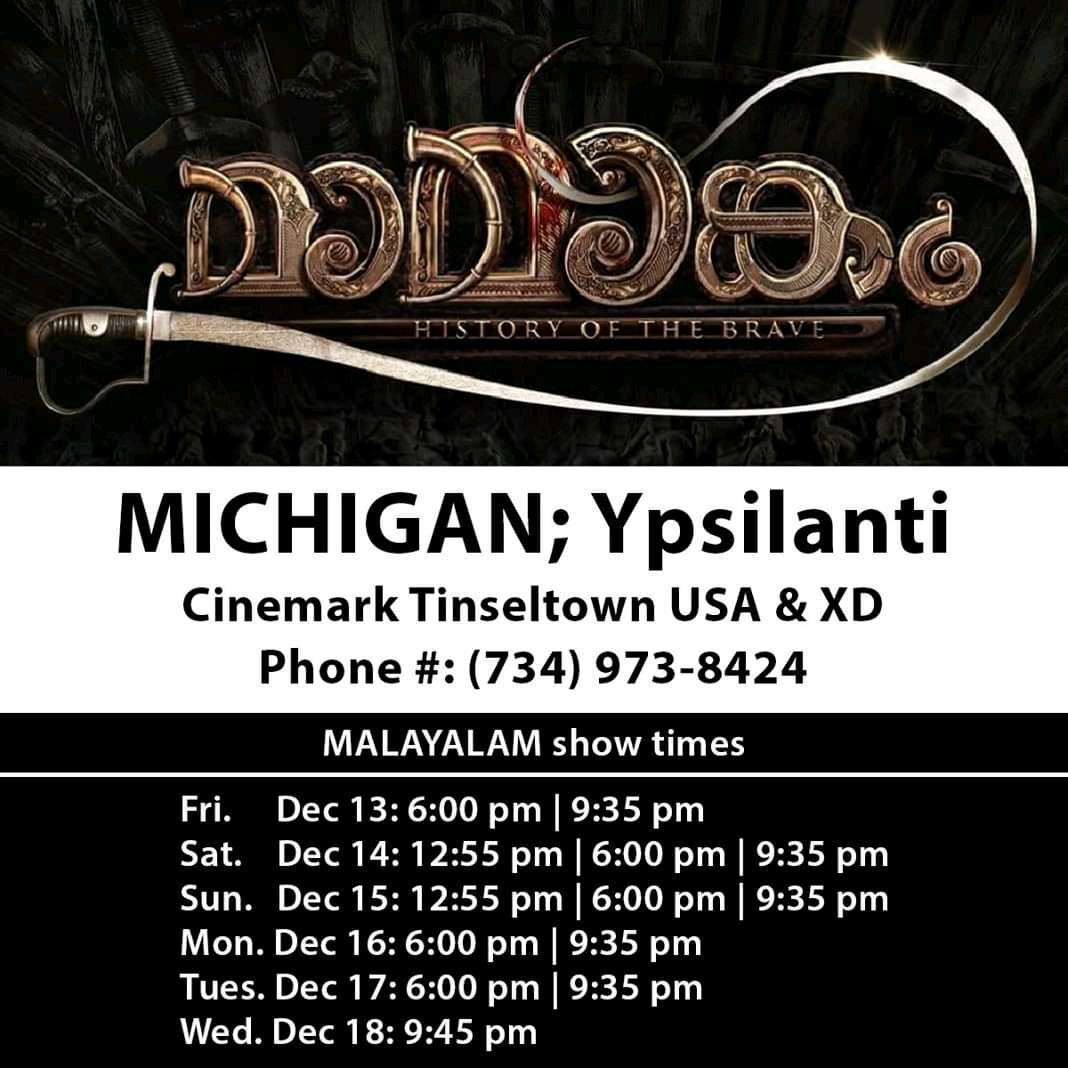 മാമാങ്കം
HISTORY OF THE BRAVE
MICHIGAN; Ypsilanti
Cinemark Tinseltown USA & XD
Phone #: (734) 973-8424
MALAYALAM show times
Fri. Dec 13: 6:00 pm | 9:35 pm
Sat. Dec 14: 12:55 pm | 6:00 pm | 9:35 pm
Sun. Dec 15: 12:55 pm | 6:00 pm | 9:35 pm
Mon. Dec 16: 6:00 pm | 9:35 pm
Tues. Dec 17: 6:00 pm | 9:35 pm
Wed. Dec 18: 9:45 pm